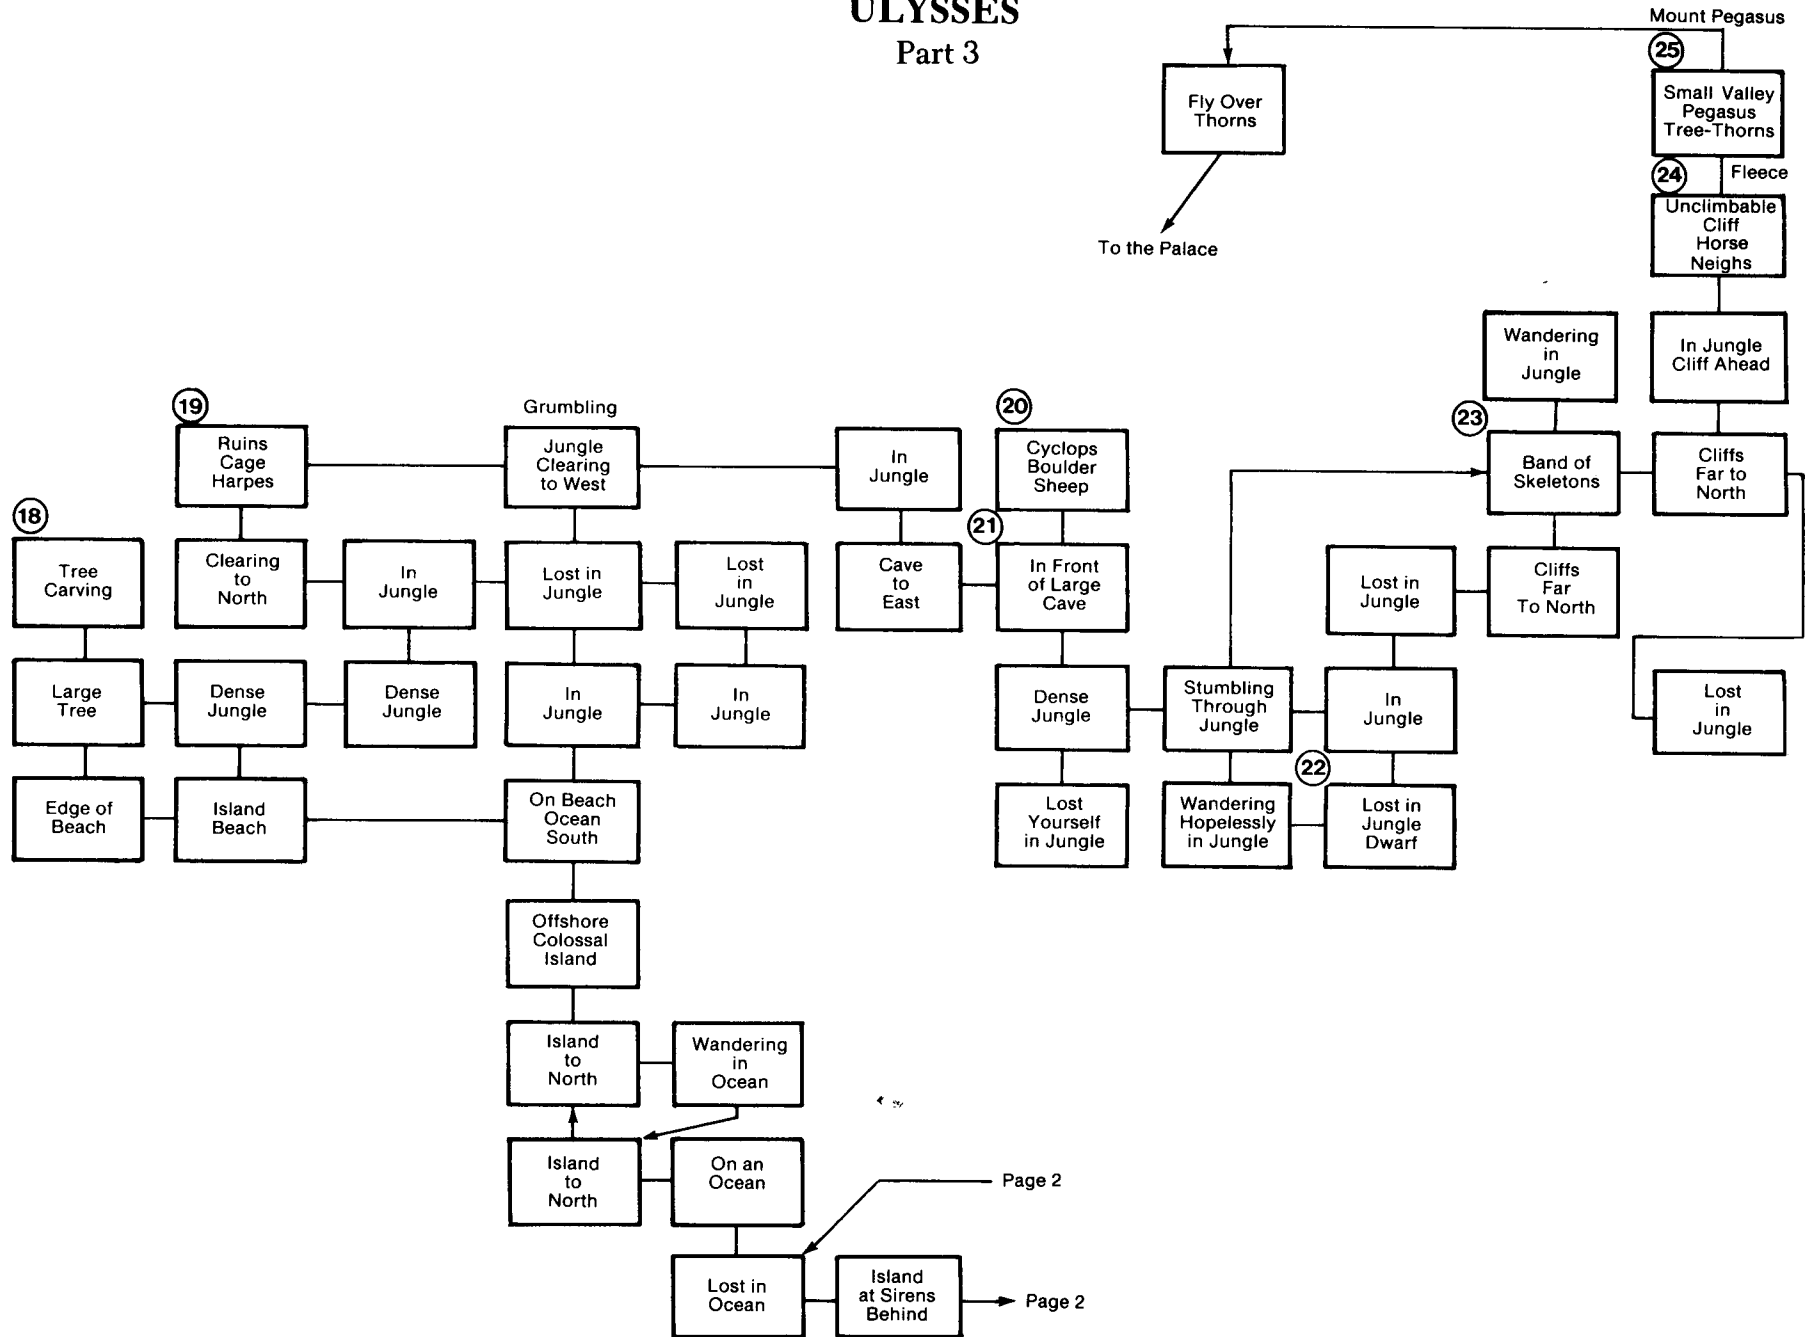 ULYSSES
Part 3
Mount Pegasus
25
Small Valley
Pegasus
Tree-Thorns
Fly Over
Thorns
24
Fleece
Unclimbable
Cliff
Horse
Neighs
To the Palace
Wandering
in
Jungle
In Jungle
Cliff Ahead
19
Grumbling
20
23
Ruins
Cage
Harpes
Jungle
Clearing
to West
In
Jungle
Cyclops
Boulder
Sheep
Band of
Skeletons
Cliffs
Far to
North
18
21
Tree
Carving
Clearing
to
North
In
Jungle
Lost in
Jungle
Lost
in
Jungle
Cave
to
East
In Front
of Large
Cave
Lost in
Jungle
Cliffs
Far
To North
Large
Tree
Dense
Jungle
Dense
Jungle
In
Jungle
In
Jungle
Dense
Jungle
Stumbling
Through
Jungle
In
Jungle
Lost
in
Jungle
22
Edge of
Beach
Island
Beach
On Beach
Ocean
South
Lost
Yourself
in Jungle
Wandering
Hopelessly
in Jungle
Lost in
Jungle
Dwarf
Offshore
Colossal
Island
Island
to
North
Wandering
in
Ocean
Island
to
North
On an
Ocean
Page 2
Lost in
Ocean
Island
at Sirens
Behind
Page 2